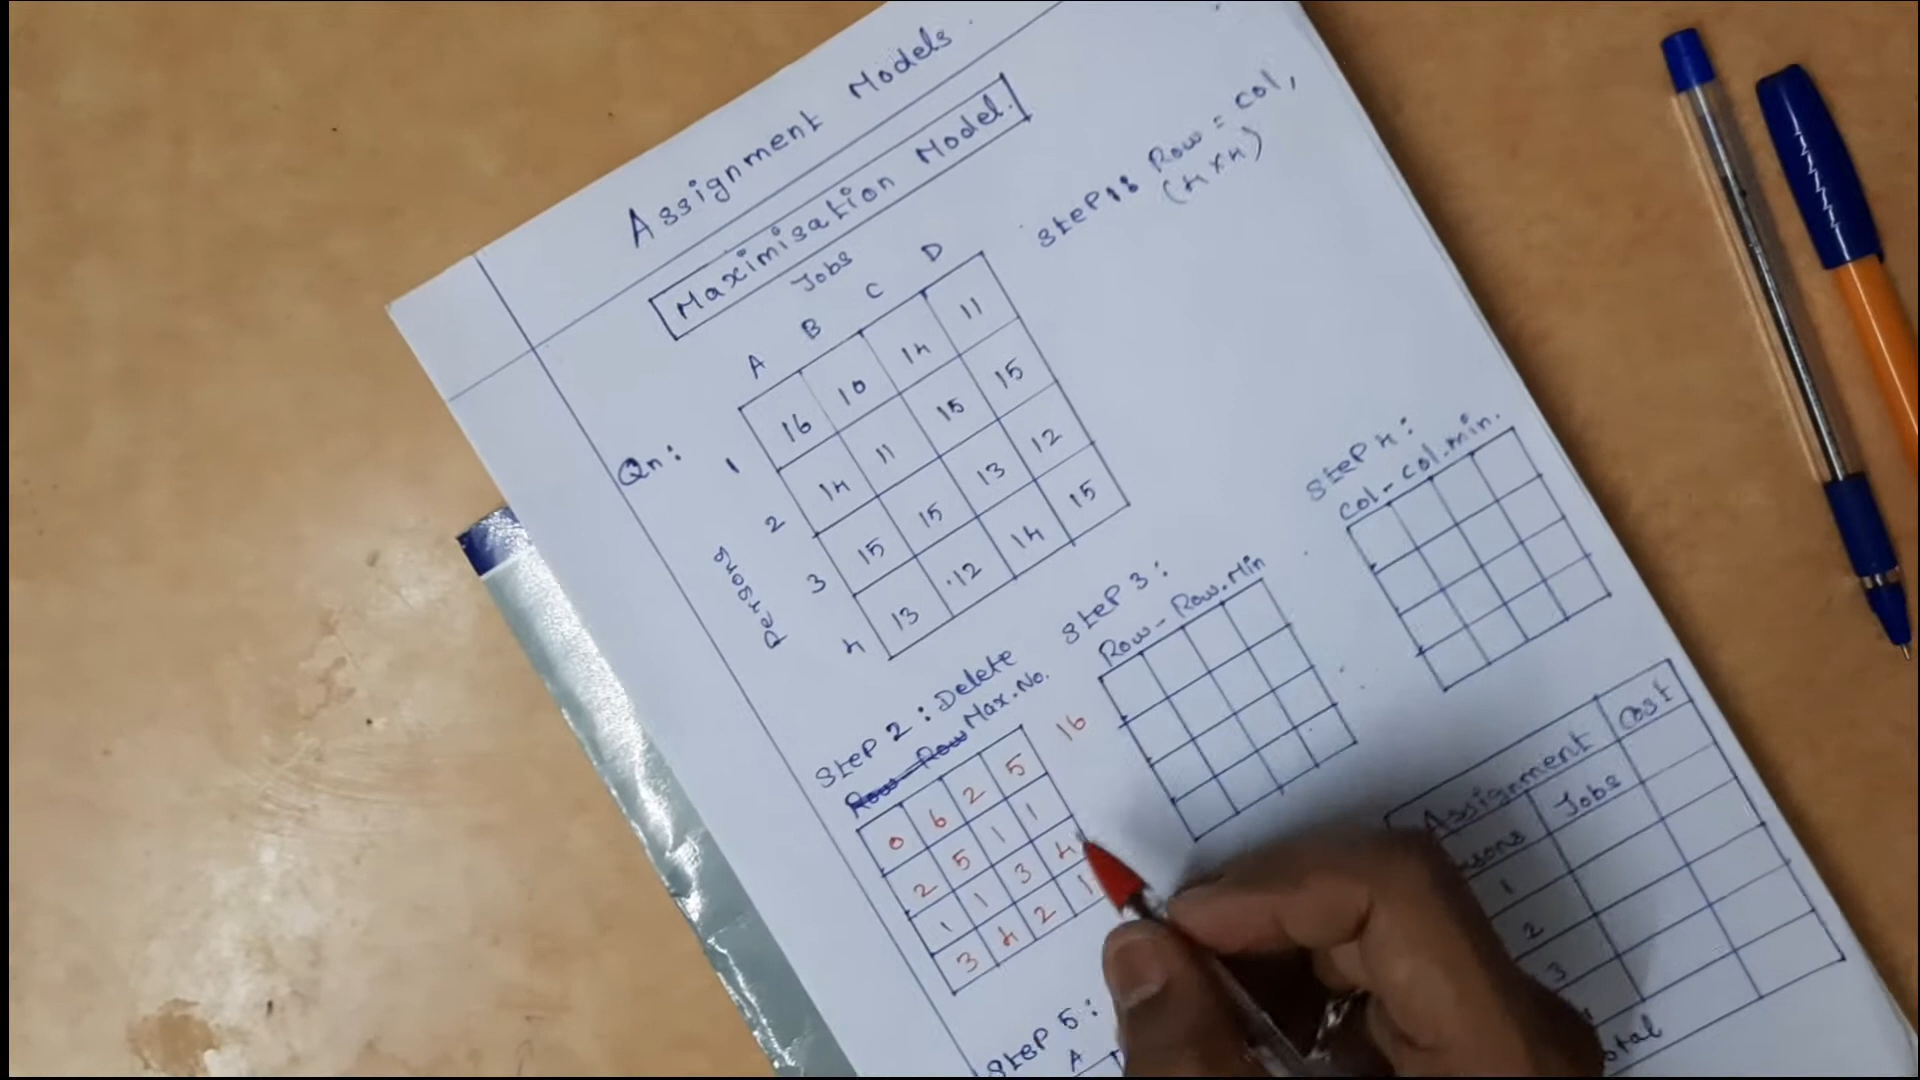 Assignment Models
Maximisation Model.
Jobs
A B C D
Step 1: Row = Col,
(4x4)
Qn:
Persons
1 16 10 14 11
2 14 11 15 15
3 15 15 13 12
4 13 12 14 15
Step 2: Delete
Row - Row Max. No.
16
0 6 2 5
2 5 1 1
1 1 3 4
3 4 2 1
Step 3:
Row - Row. Min
Step 4:
Col - Col. min.
Assignment Cost
Jobs
1
2
3
Step 5:
A